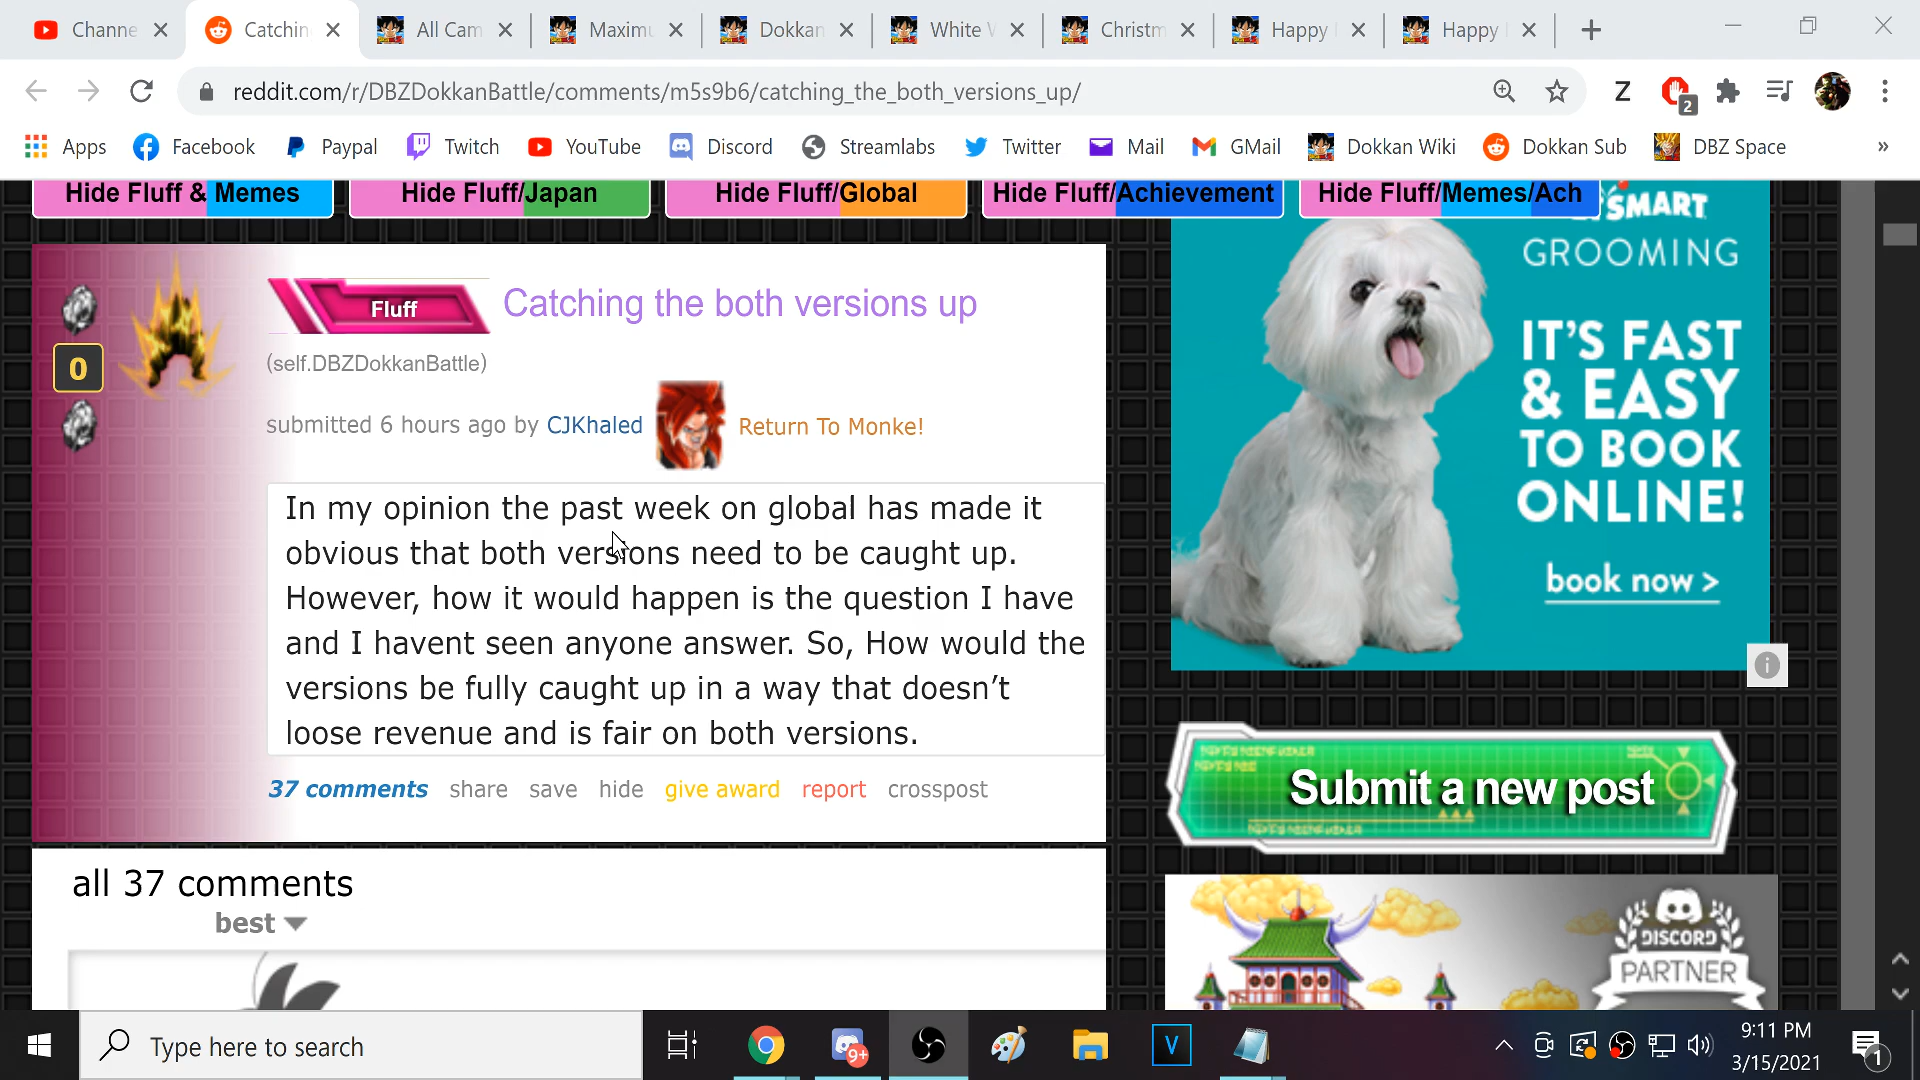 Channe
Catchin
All Cam
Maximu
Dokkan
White V
Christm
Happy
Happy
reddit.com/r/DBZDokkanBattle/comments/m5s9b6/catching_the_both_versions_up/
Z
2
Apps
Facebook
Paypal
Twitch
YouTube
Discord
Streamlabs
Twitter
Mail
GMail
Dokkan Wiki
Dokkan Sub
DBZ Space
»
Hide Fluff & Memes
Hide Fluff/Japan
Hide Fluff/Global
Hide Fluff/Achievement
Hide Fluff/Memes/Ach
SMART
GROOMING
IT'S FAST
& EASY
TO BOOK
ONLINE!
book now >
0
Fluff
Catching the both versions up
(self.DBZDokkanBattle)
submitted 6 hours ago by CJKhaled
Return To Monke!
In my opinion the past week on global has made it
obvious that both versions need to be caught up.
However, how it would happen is the question I have
and I havent seen anyone answer. So, How would the
versions be fully caught up in a way that doesn't
loose revenue and is fair on both versions.
37 comments share save hide give award report crosspost
Submit a new post
all 37 comments
best
DISCORD
PARTNER
Type here to search
9+
V
9:11 PM
3/15/2021
1